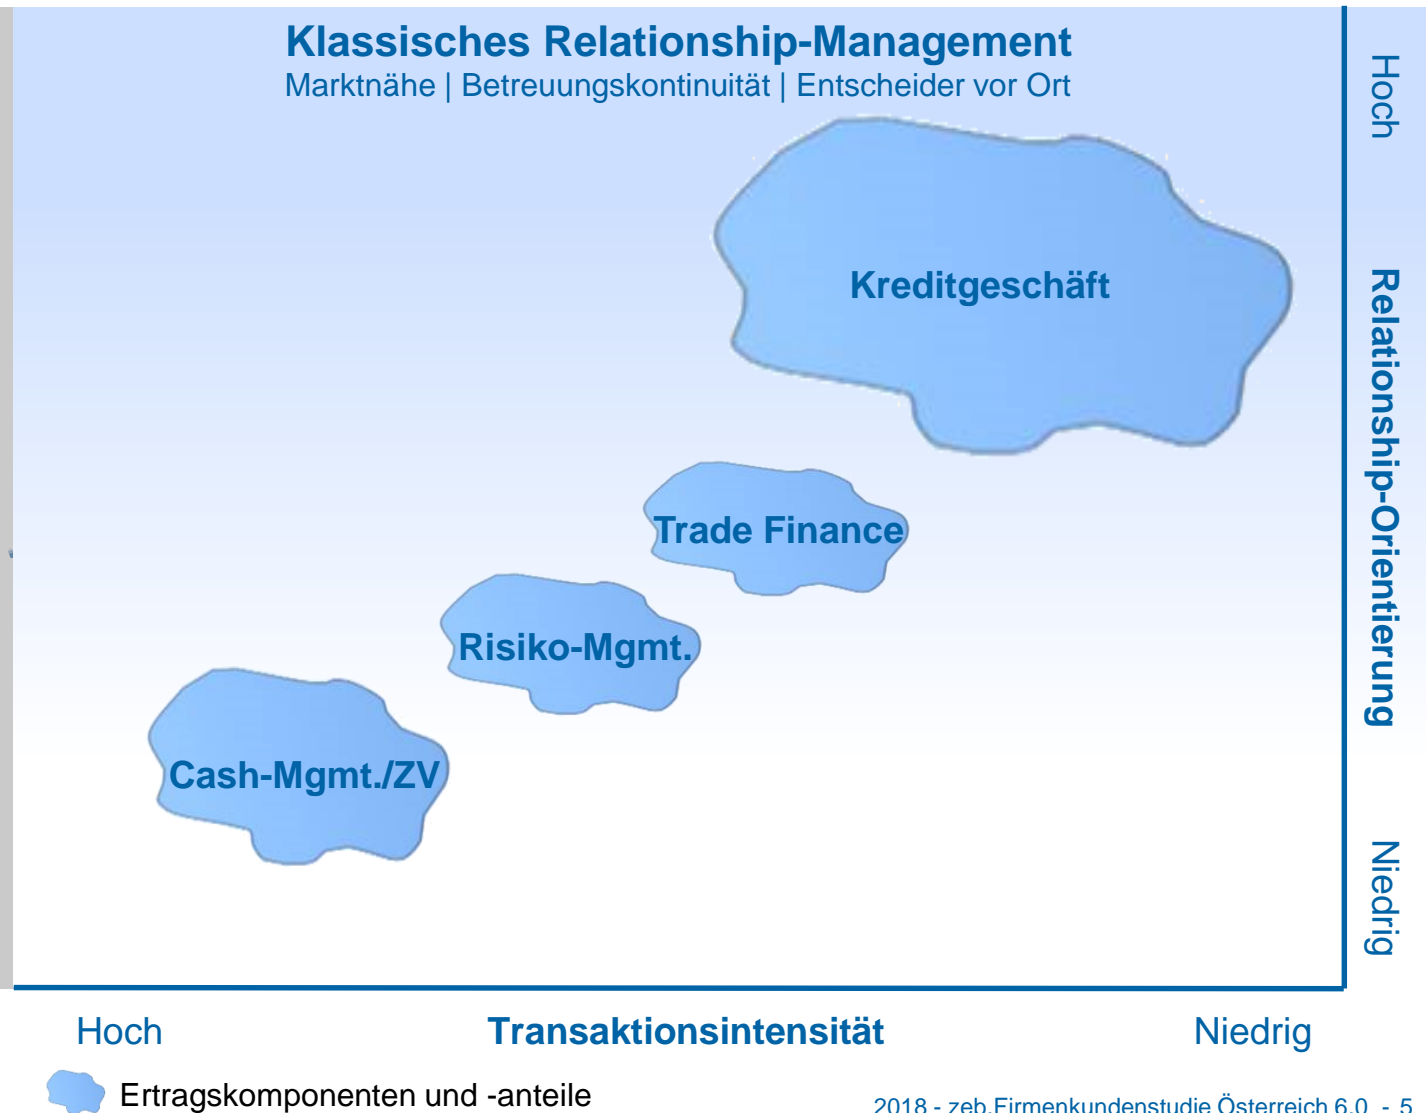 Klassisches Relationship-Management
Marktnähe | Betreuungskontinuität | Entscheider vor Ort
Hoch
Relationship-Orientierung
Niedrig
Kreditgeschäft
Trade Finance
Risiko-Mgmt.
Cash-Mgmt./ZV
Hoch
Transaktionsintensität
Niedrig
Ertragskomponenten und -anteile
2018 - zeb.Firmenkundenstudie Österreich 6.0 - 5